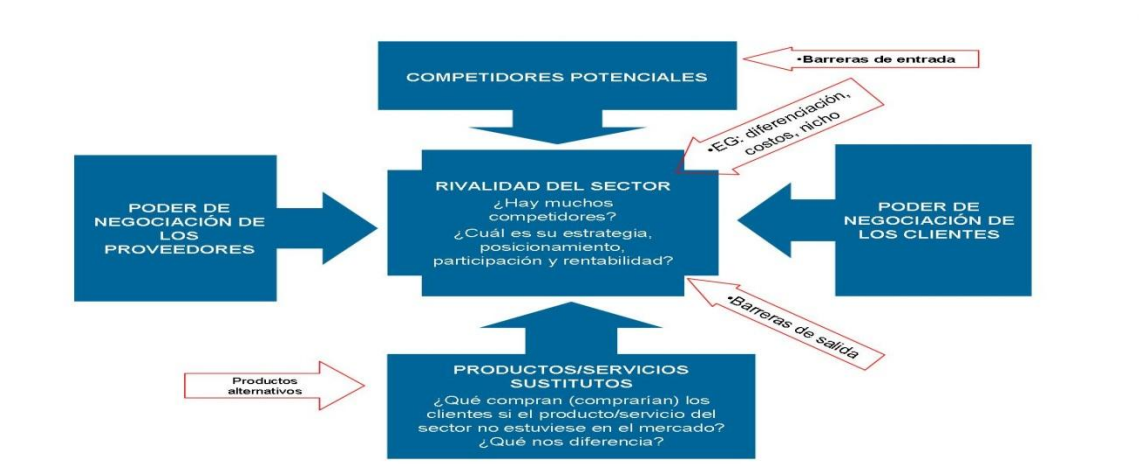 COMPETIDORES POTENCIALES
•Barreras de entrada
•EG: diferenciación,
costos, nicho
PODER DE
NEGOCIACIÓN DE
LOS
PROVEEDORES
RIVALIDAD DEL SECTOR
¿Hay muchos
competidores?
¿Cuál es su estrategia,
posicionamiento,
participación y rentabilidad?
PODER DE
NEGOCIACIÓN DE
LOS CLIENTES
•Barreras de salida
Productos
alternativos
PRODUCTOS/SERVICIOS
SUSTITUTOS
¿Qué compran (comprarían) los
clientes si el producto/servicio del
sector no estuviese en el mercado?
¿Qué nos diferencia?